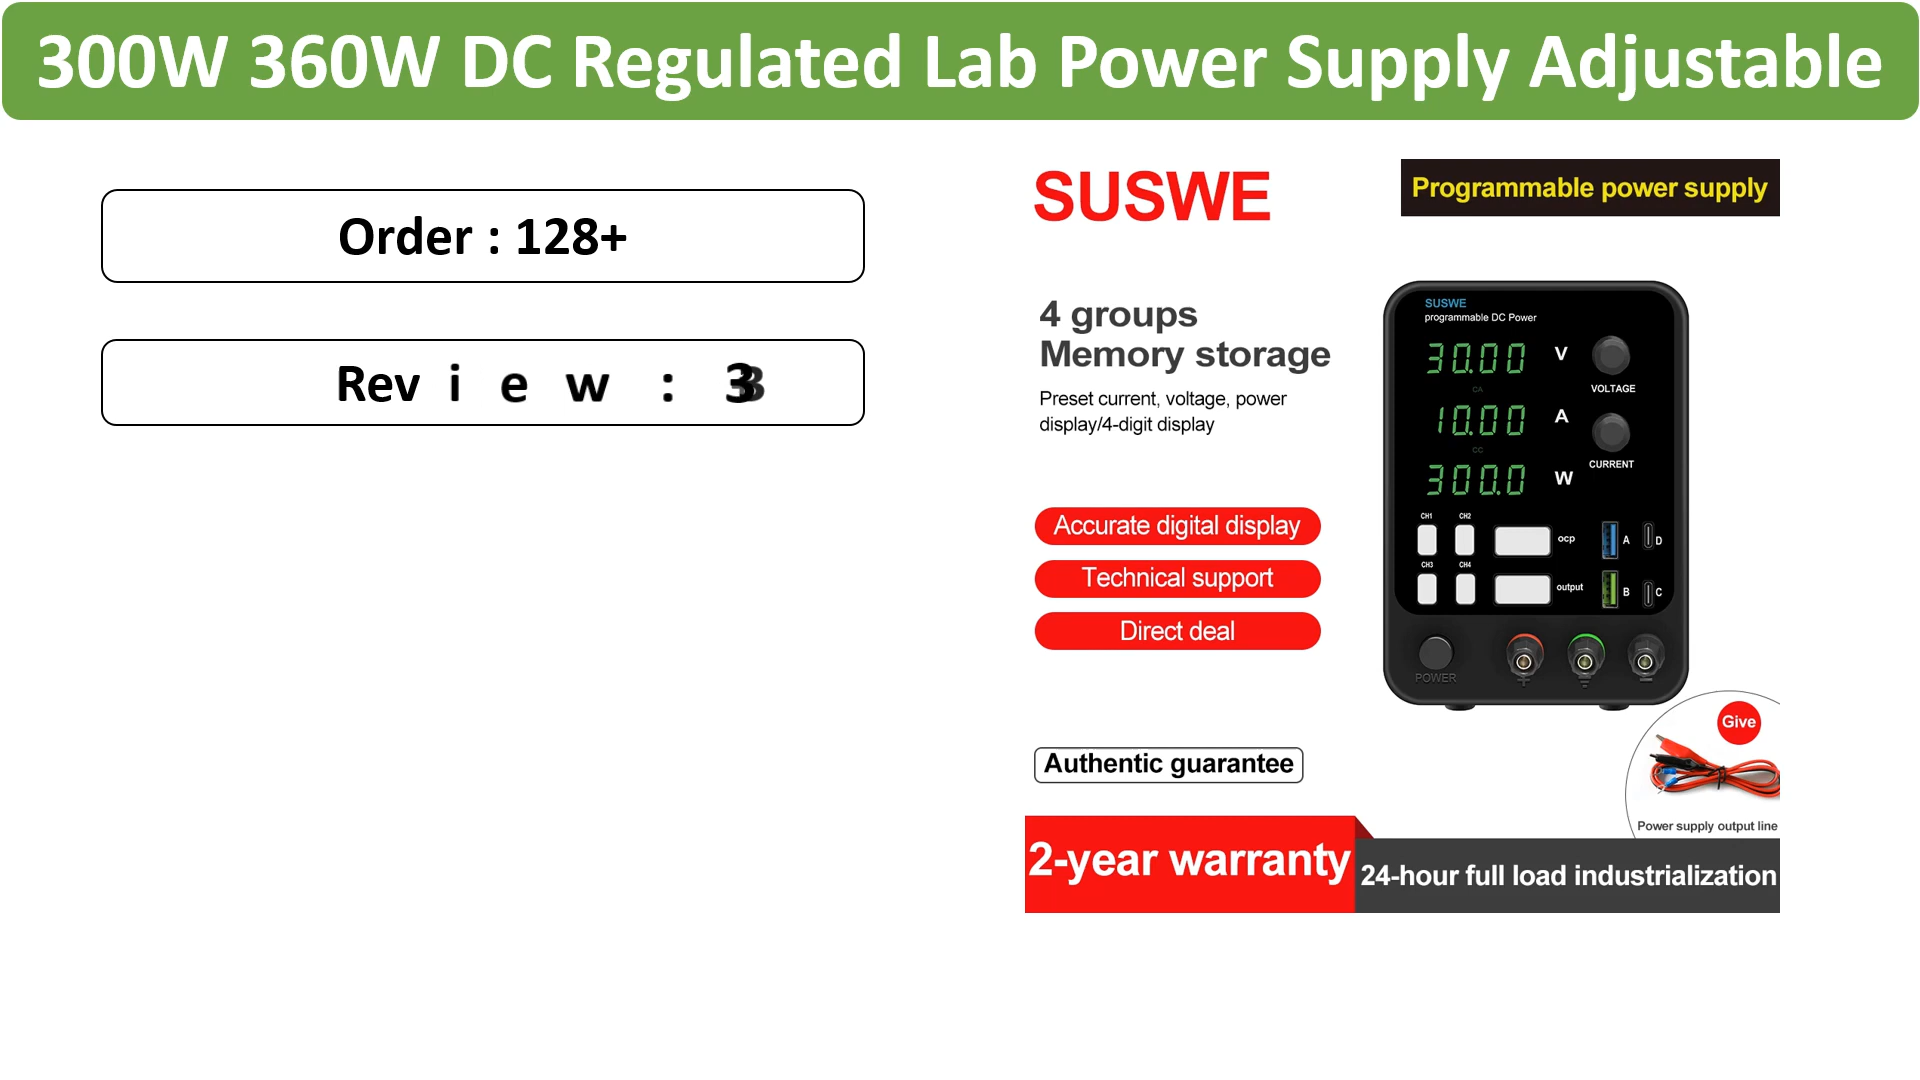 300W 360W DC Regulated Lab Power Supply Adjustable
Order : 128+
Review :
SUSWE
Programmable power supply
4 groups
Memory storage
Preset current, voltage, power
display/4-digit display
Accurate digital display
Technical support
Direct deal
Authentic guarantee
2-year warranty
24-hour full load industrialization
SUSWE
programmable DC Power
30.00 V
VOLTAGE
CA
10.00 A
CC
CURRENT
300.0 W
CH1 CH2
ocp A D
CH3 CH4
output B C
POWER
Give
Power supply output line